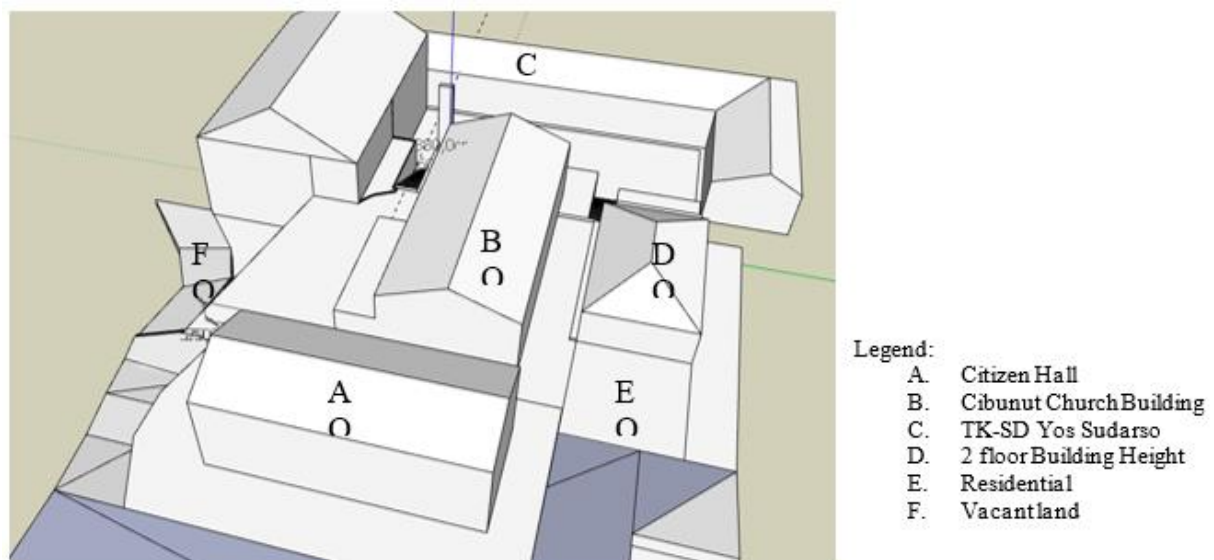 C
B
D
F
A
E
Legend:
A. Citizen Hall
B. Cibunut Church Building
C. TK-SD Yos Sudarso
D. 2 floor Building Height
E. Residential
F. Vacant land